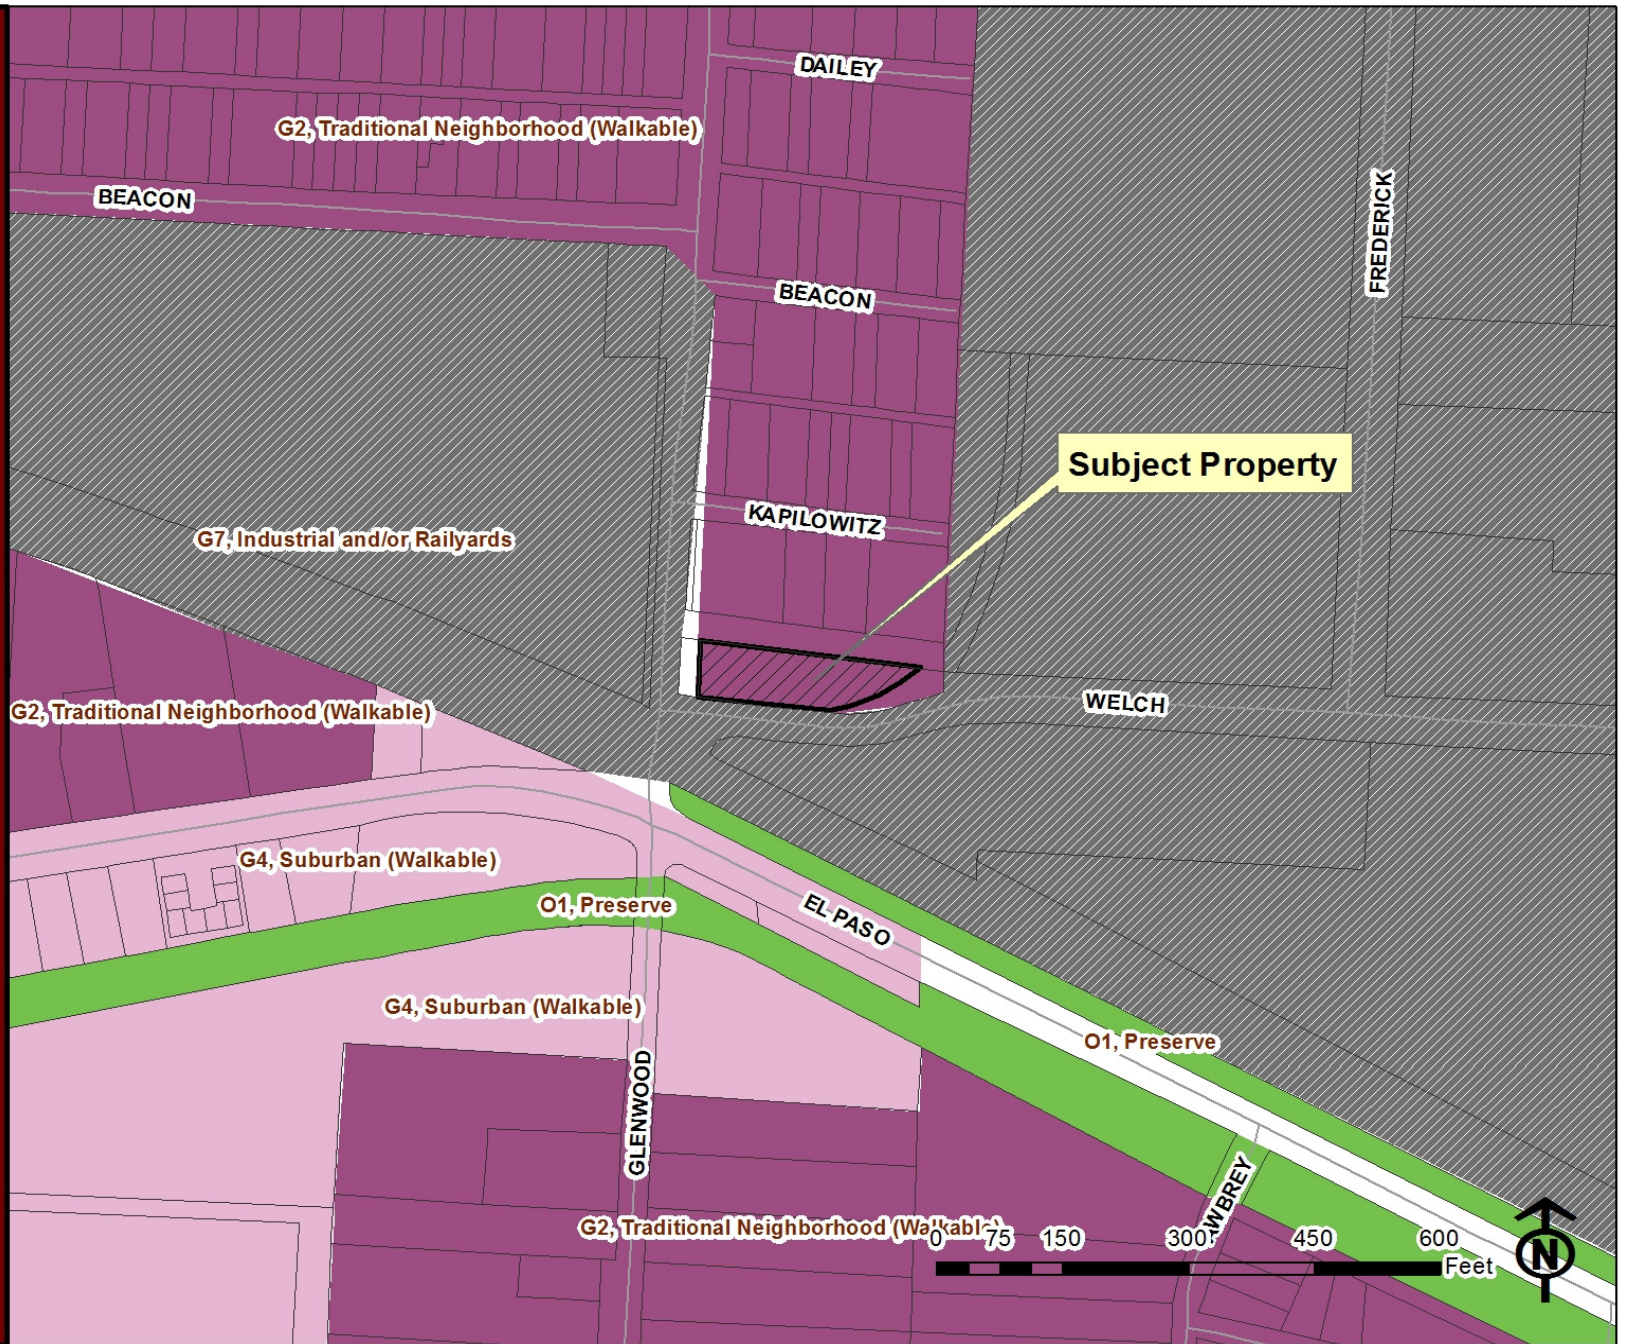 DAILEY
G2, Traditional Neighborhood (Walkable)
BEACON
FREDERICK
BEACON
Subject Property
KAPILOWITZ
G7, Industrial and/or Railyards
WELCH
G2, Traditional Neighborhood (Walkable)
G4, Suburban (Walkable)
O1, Preserve
EL PASO
G4, Suburban (Walkable)
O1, Preserve
GLENWOOD
G2, Traditional Neighborhood
0 75 150 300 450 600
Feet
N